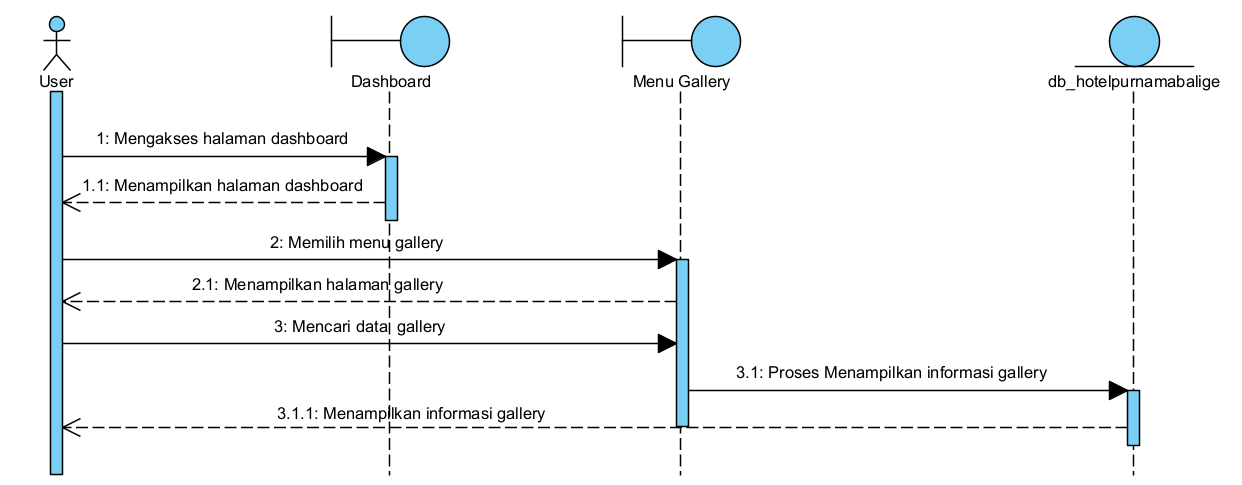 User
Dashboard
Menu Gallery
db_hotelpurnamabalige
1: Mengakses halaman dashboard
1.1: Menampilkan halaman dashboard
2: Memilih menu gallery
2.1: Menampilkan halaman gallery
3: Mencari data gallery
3.1: Proses Menampilkan informasi gallery
3.1.1: Menampilkan informasi gallery